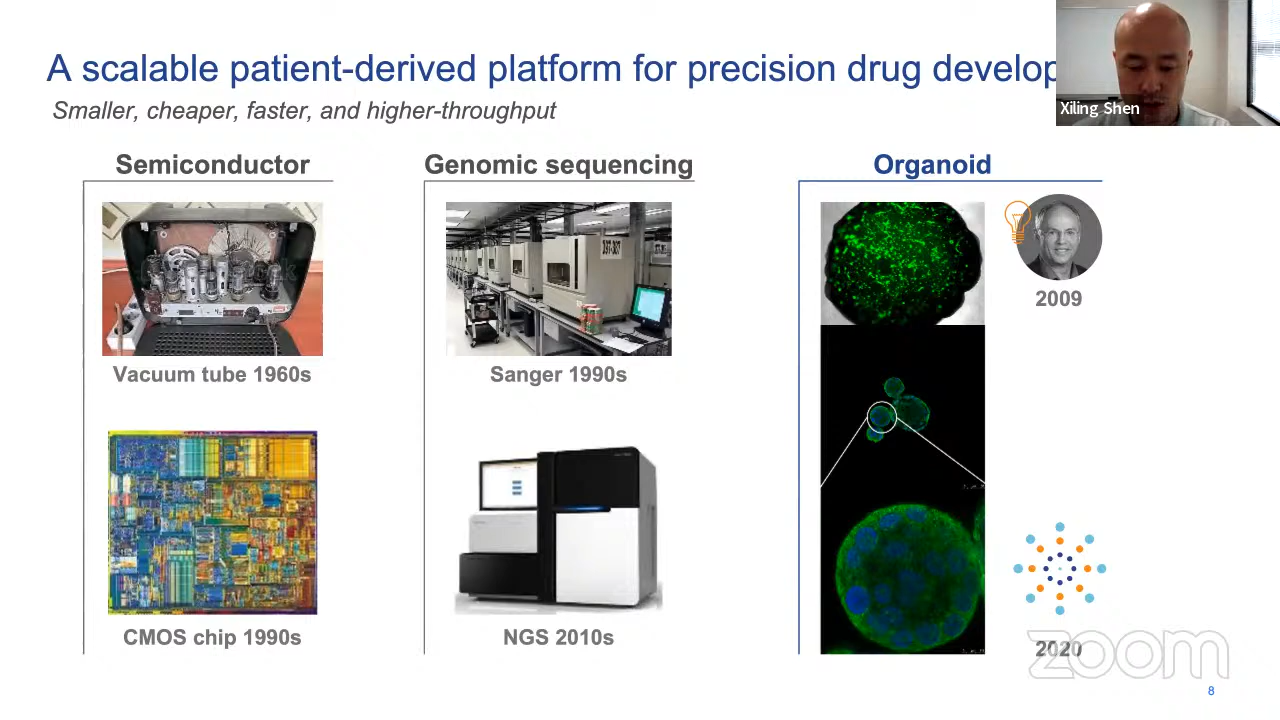 A scalable patient-derived platform for precision drug develop
Smaller, cheaper, faster, and higher-throughput
Xiling Shen
Semiconductor
Genomic sequencing
Organoid
2009
Vacuum tube 1960s
Sanger 1990s
CMOS chip 1990s
NGS 2010s
2020
zoom
8